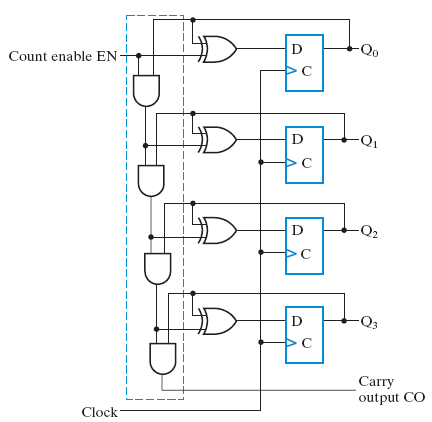 Count enable EN
D
C
Q0
D
C
Q1
D
C
Q2
D
C
Q3
Carry
output CO
Clock